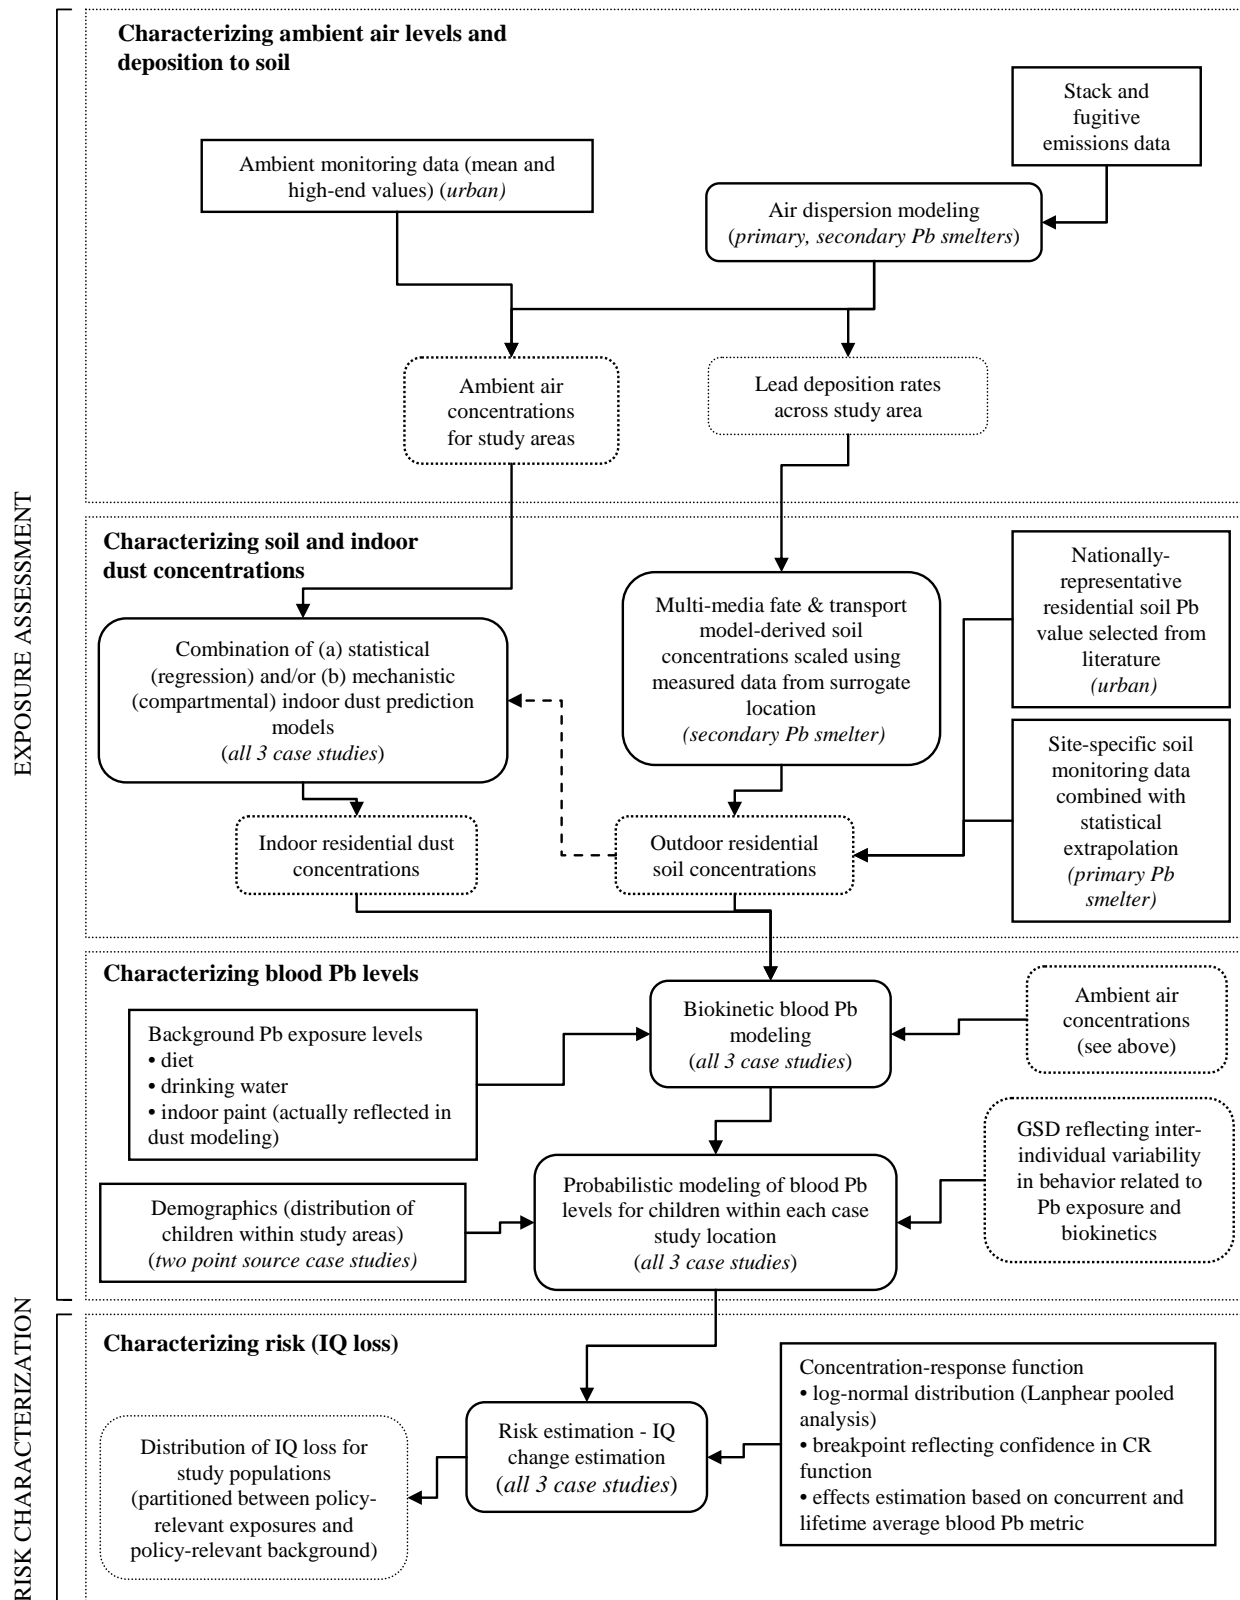 EXPOSURE ASSESSMENT
Characterizing ambient air levels and
deposition to soil
Stack and
fugitive
emissions data
Ambient monitoring data (mean and
high-end values) (urban)
Air dispersion modeling
(primary, secondary Pb smelters)
Ambient air
concentrations
for study areas
Lead deposition rates
across study area
Characterizing soil and indoor
dust concentrations
Combination of (a) statistical
(regression) and/or (b) mechanistic
(compartmental) indoor dust prediction
models
(all 3 case studies)
Multi-media fate & transport
model-derived soil
concentrations scaled using
measured data from surrogate
location
(secondary Pb smelter)
Nationally-
representative
residential soil Pb
value selected from
literature
(urban)
Site-specific soil
monitoring data
combined with
statistical
extrapolation
(primary Pb
smelter)
Indoor residential dust
concentrations
Outdoor residential
soil concentrations
Characterizing blood Pb levels
Background Pb exposure levels
• diet
• drinking water
• indoor paint (actually reflected in
dust modeling)
Biokinetic blood Pb
modeling
(all 3 case studies)
Ambient air
concentrations
(see above)
GSD reflecting inter-
individual variability
in behavior related to
Pb exposure and
biokinetics
Demographics (distribution of
children within study areas)
(two point source case studies)
Probabilistic modeling of blood Pb
levels for children within each case
study location
(all 3 case studies)
RISK CHARACTERIZATION
Characterizing risk (IQ loss)
Distribution of IQ loss for
study populations
(partitioned between policy-
relevant exposures and
policy-relevant background)
Risk estimation - IQ
change estimation
(all 3 case studies)
Concentration-response function
• log-normal distribution (Lanphear pooled
analysis)
• breakpoint reflecting confidence in CR
function
• effects estimation based on concurrent and
lifetime average blood Pb metric